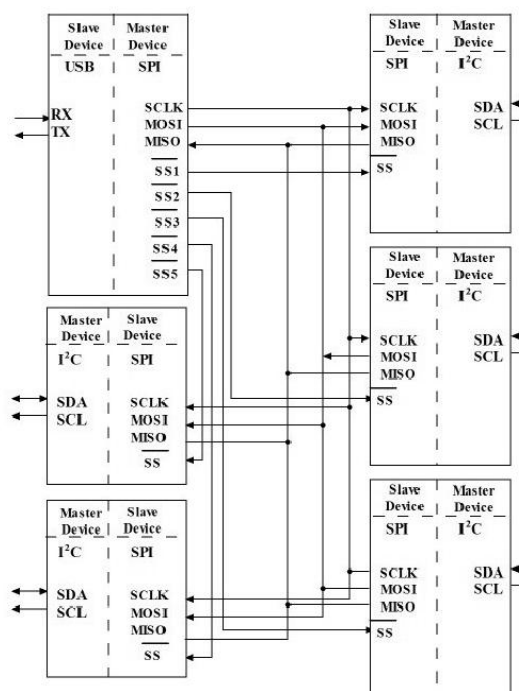 Slave Device Master Device
USB SPI
RX
TX
SCLK
MOSI
MISO
SS1
SS2
SS3
SS4
SS5
Master Device Slave Device
I²C SPI
SDA SCLK
SCL MOSI
MISO
SS
Master Device Slave Device
I²C SPI
SDA SCLK
SCL MOSI
MISO
SS
Slave Device Master Device
SPI I²C
SCLK SDA
MOSI SCL
MISO
SS
Slave Device Master Device
SPI I²C
SCLK SDA
MOSI SCL
MISO
SS
Slave Device Master Device
SPI I²C
SCLK SDA
MOSI SCL
MISO
SS